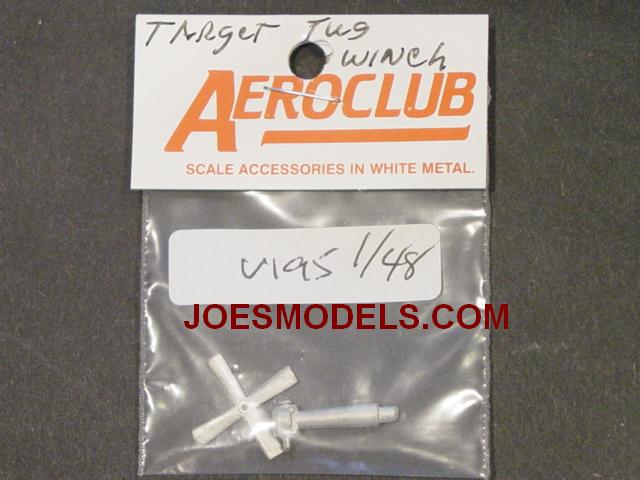 TARgeT Tug
WINch
AEROCLUB
SCALE ACCESSORIES IN WHITE METAL.
V195 1/48
JOESMODELS.COM